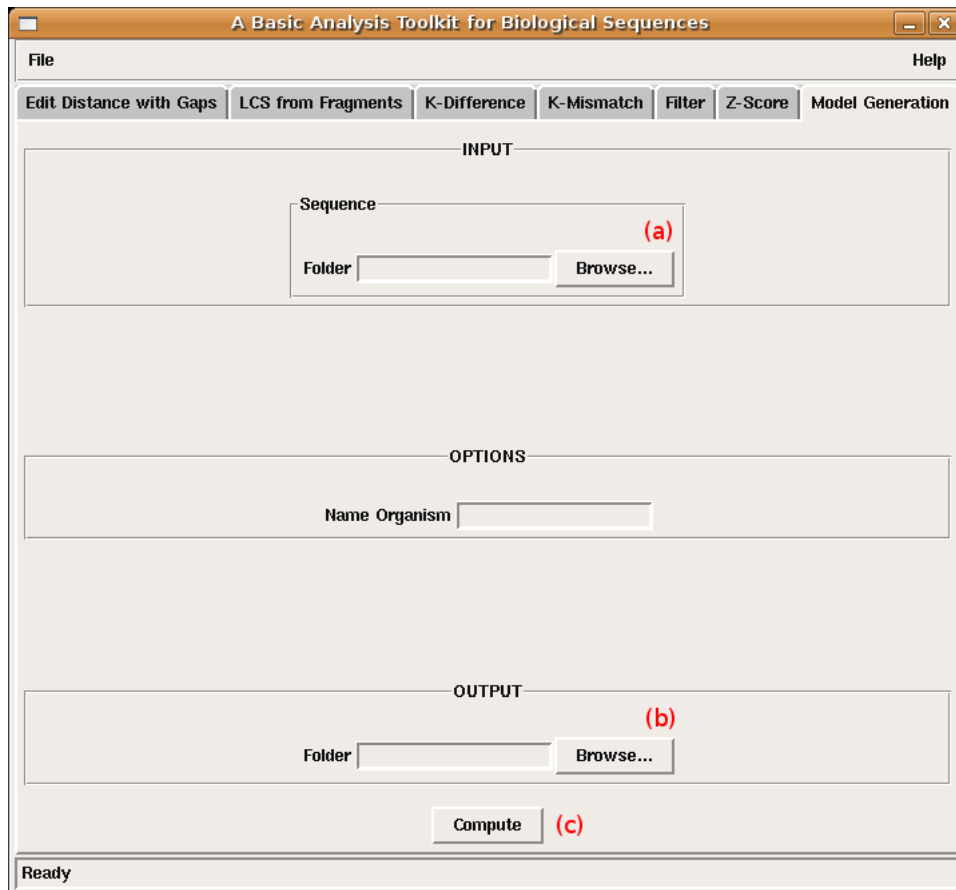 A Basic Analysis Toolkit for Biological Sequences
File Help
Edit Distance with Gaps LCS from Fragments K-Difference K-Mismatch Filter Z-Score Model Generation
INPUT
Sequence
(a)
Folder Browse...
OPTIONS
Name Organism
OUTPUT
(b)
Folder Browse...
Compute (c)
Ready